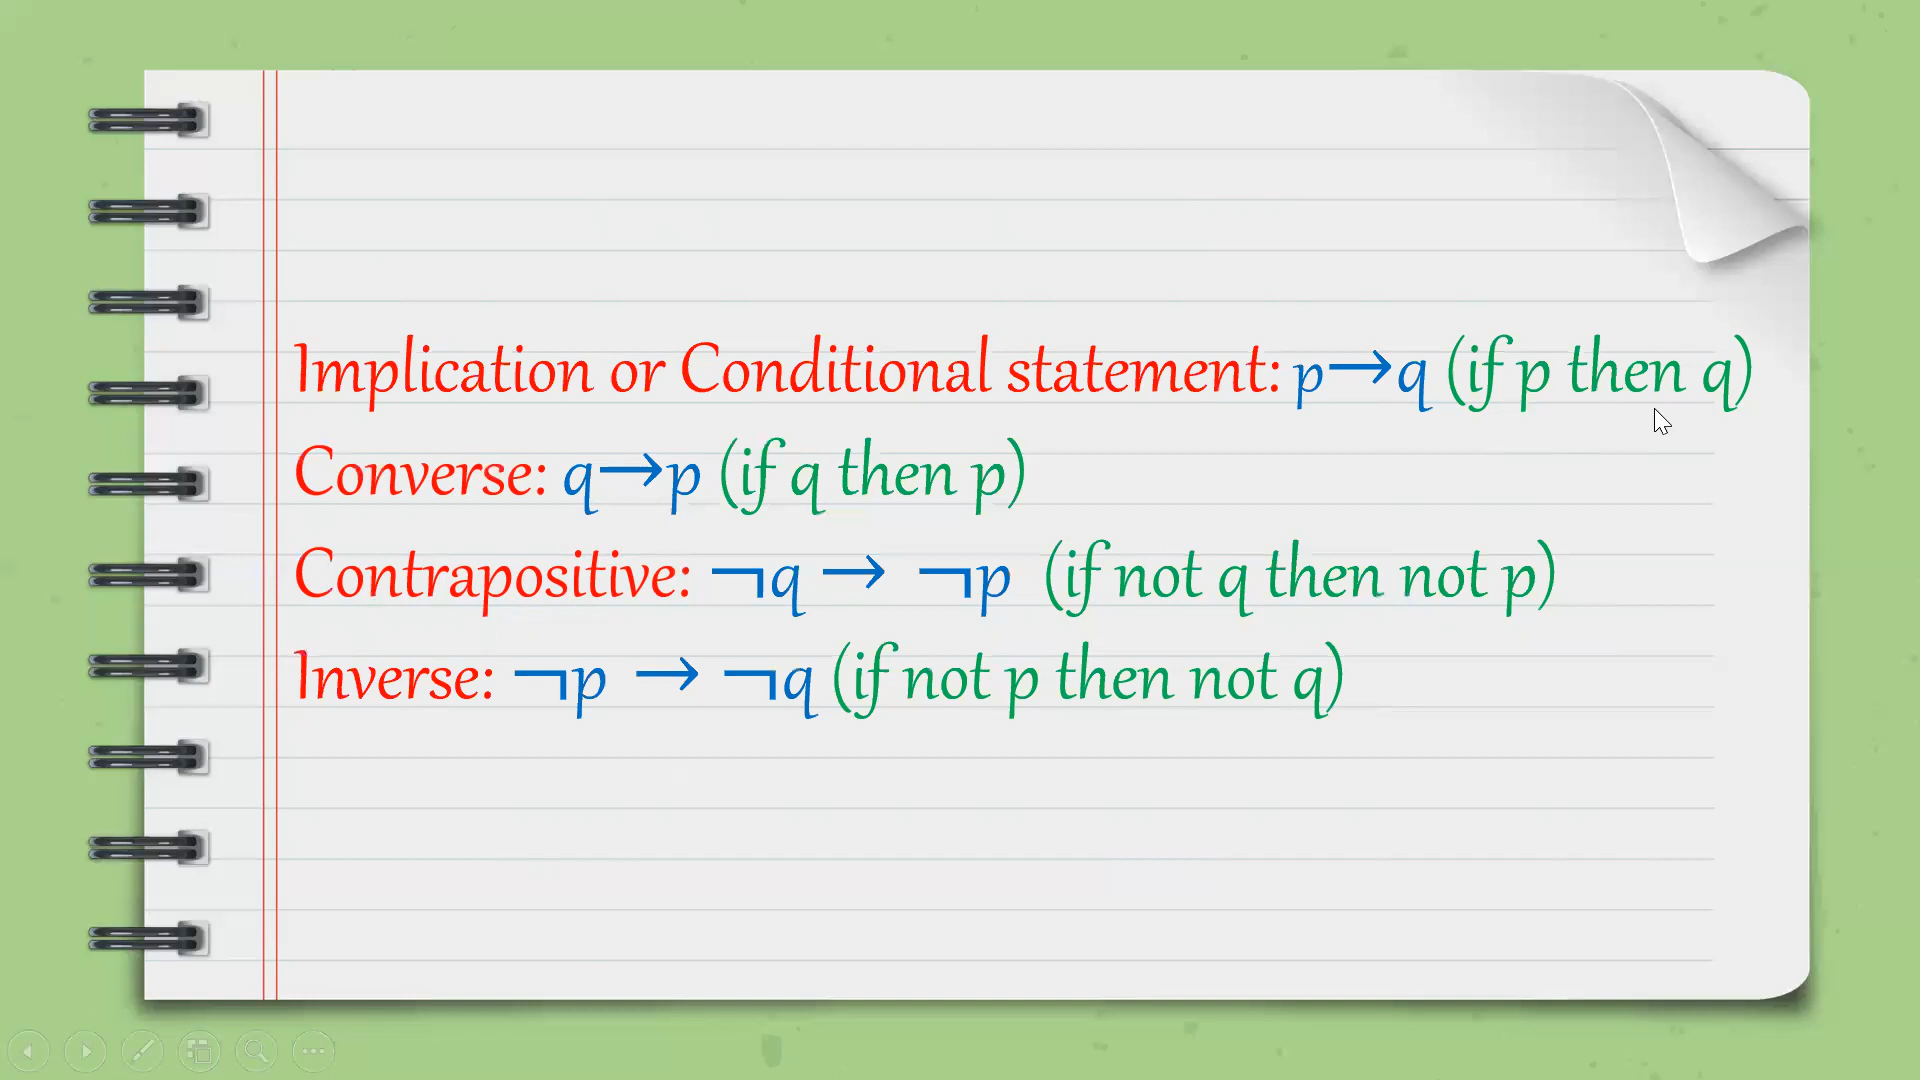 Implication or Conditional statement: p→q (if p then q)
Converse: q→p (if q then p)
Contrapositive: ¬q → ¬p (if not q then not p)
Inverse: ¬p → ¬q (if not p then not q)